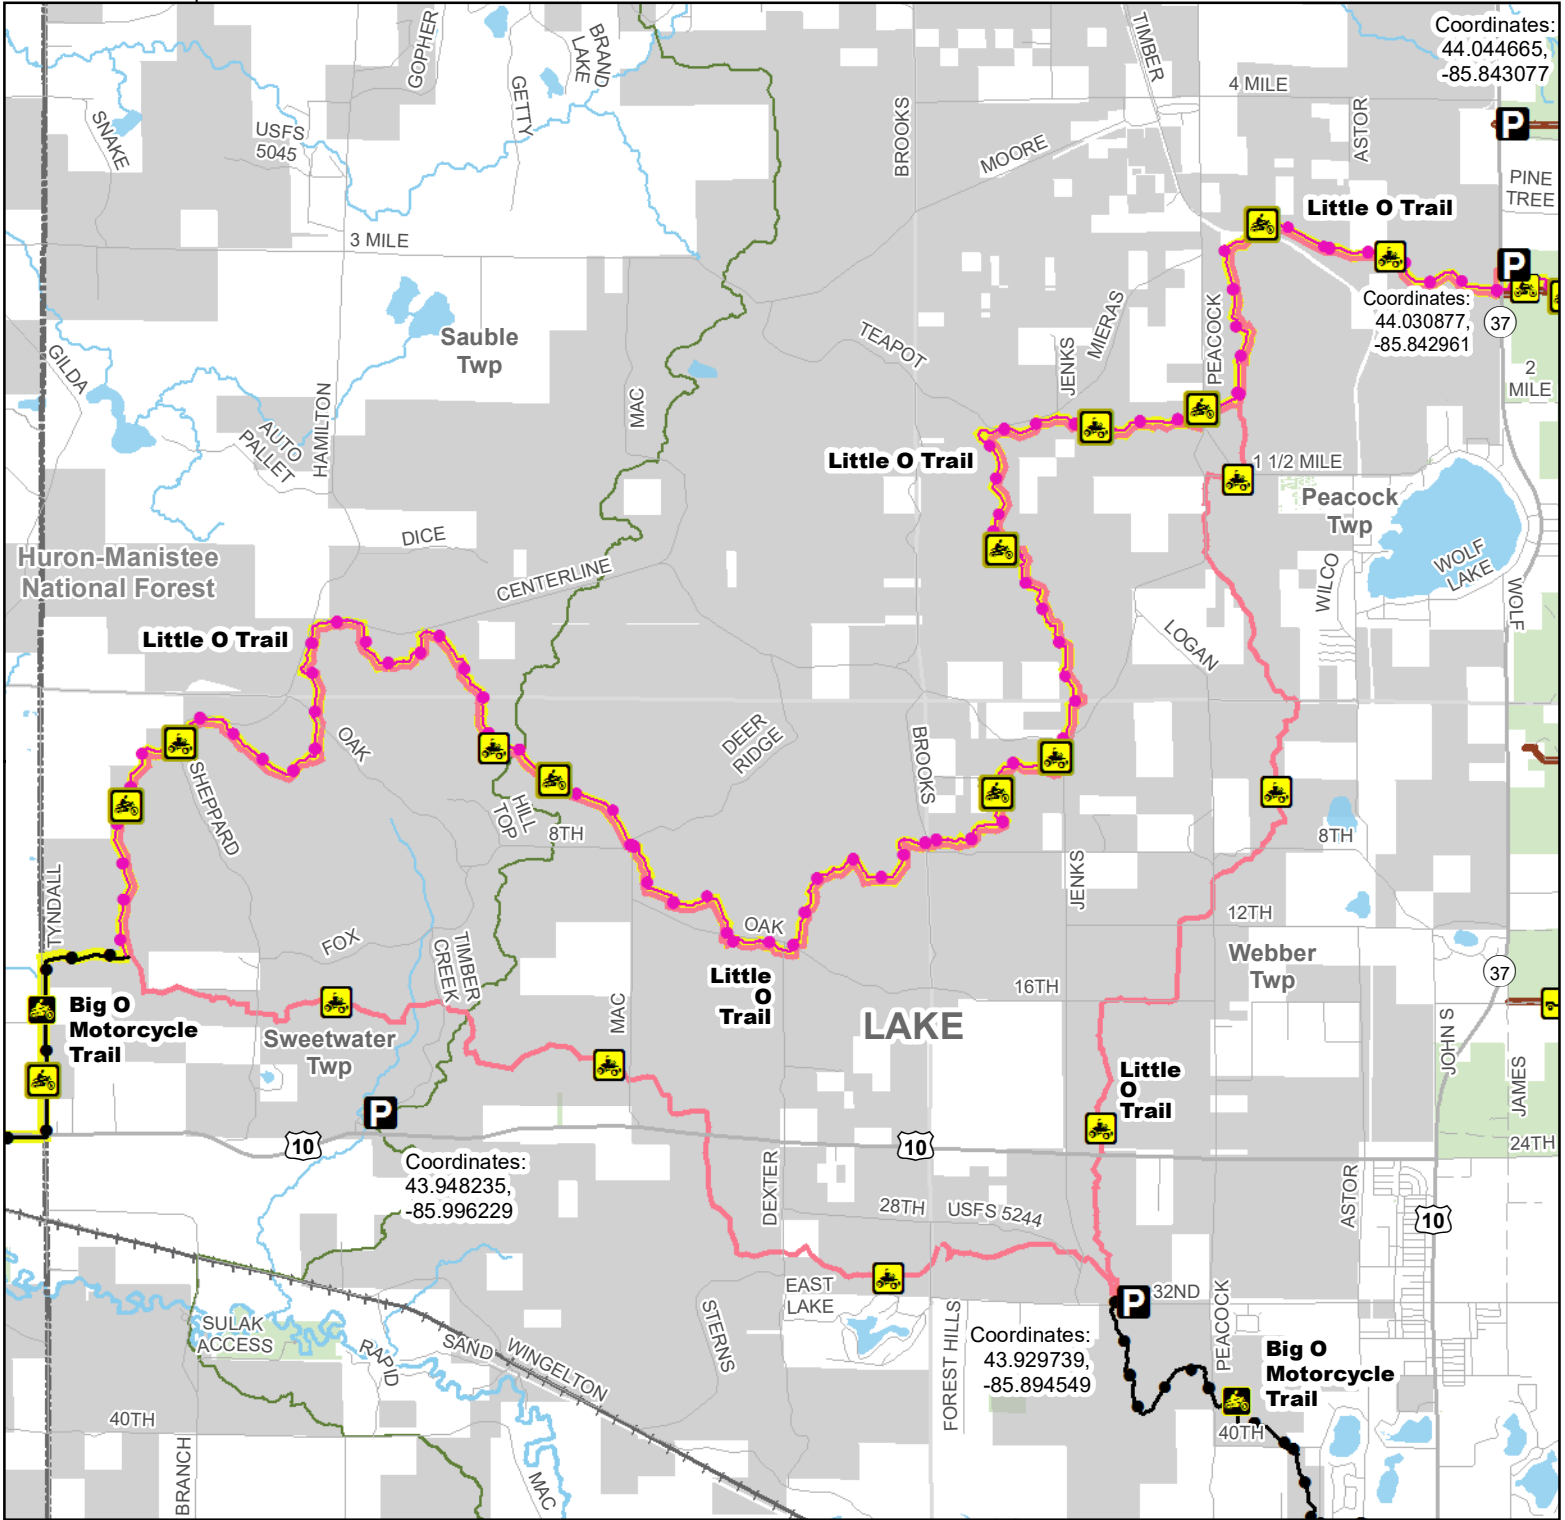 GOPHER
BRAND
LAKE
TIMBER
Coordinates:
44.044665,
-85.843077
SNAKE
USFS
5045
GETTY
BROOKS
MOORE
4 MILE
ASTOR
P
PINE
TREE
3 MILE
Little O Trail
P
Coordinates:
44.030877,
-85.842961
37
2
MILE
GILDA
Sauble
Twp
MAC
TEAPOT
JENKS
MIERAS
PEACOCK
HAMILTON
AUTO
PALLET
Little O Trail
1 1/2 MILE
Peacock
Twp
WOLF
LAKE
WOLF
DICE
CENTERLINE
Huron-Manistee
National Forest
WILCO
LOGAN
Little O Trail
OAK
SHEPPARD
DEER
RIDGE
BROOKS
HILL
TOP
8TH
8TH
TYNDALL
JENKS
FOX
TIMBER
CREEK
OAK
12TH
Webber
Twp
Little
O
Trail
16TH
37
Big O
Motorcycle
Trail
Sweetwater
Twp
MAC
LAKE
JOHN S
JAMES
Little
O
Trail
P
10
10
24TH
Coordinates:
43.948235,
-85.996229
DEXTER
28TH
USFS 5244
ASTOR
10
EAST
LAKE
P
32ND
PEACOCK
SULAK
ACCESS
RAPID
SAND
WINGELTON
STERNS
FOREST HILLS
Coordinates:
43.929739,
-85.894549
Big O
Motorcycle
Trail
40TH
40TH
BRANCH
MAC